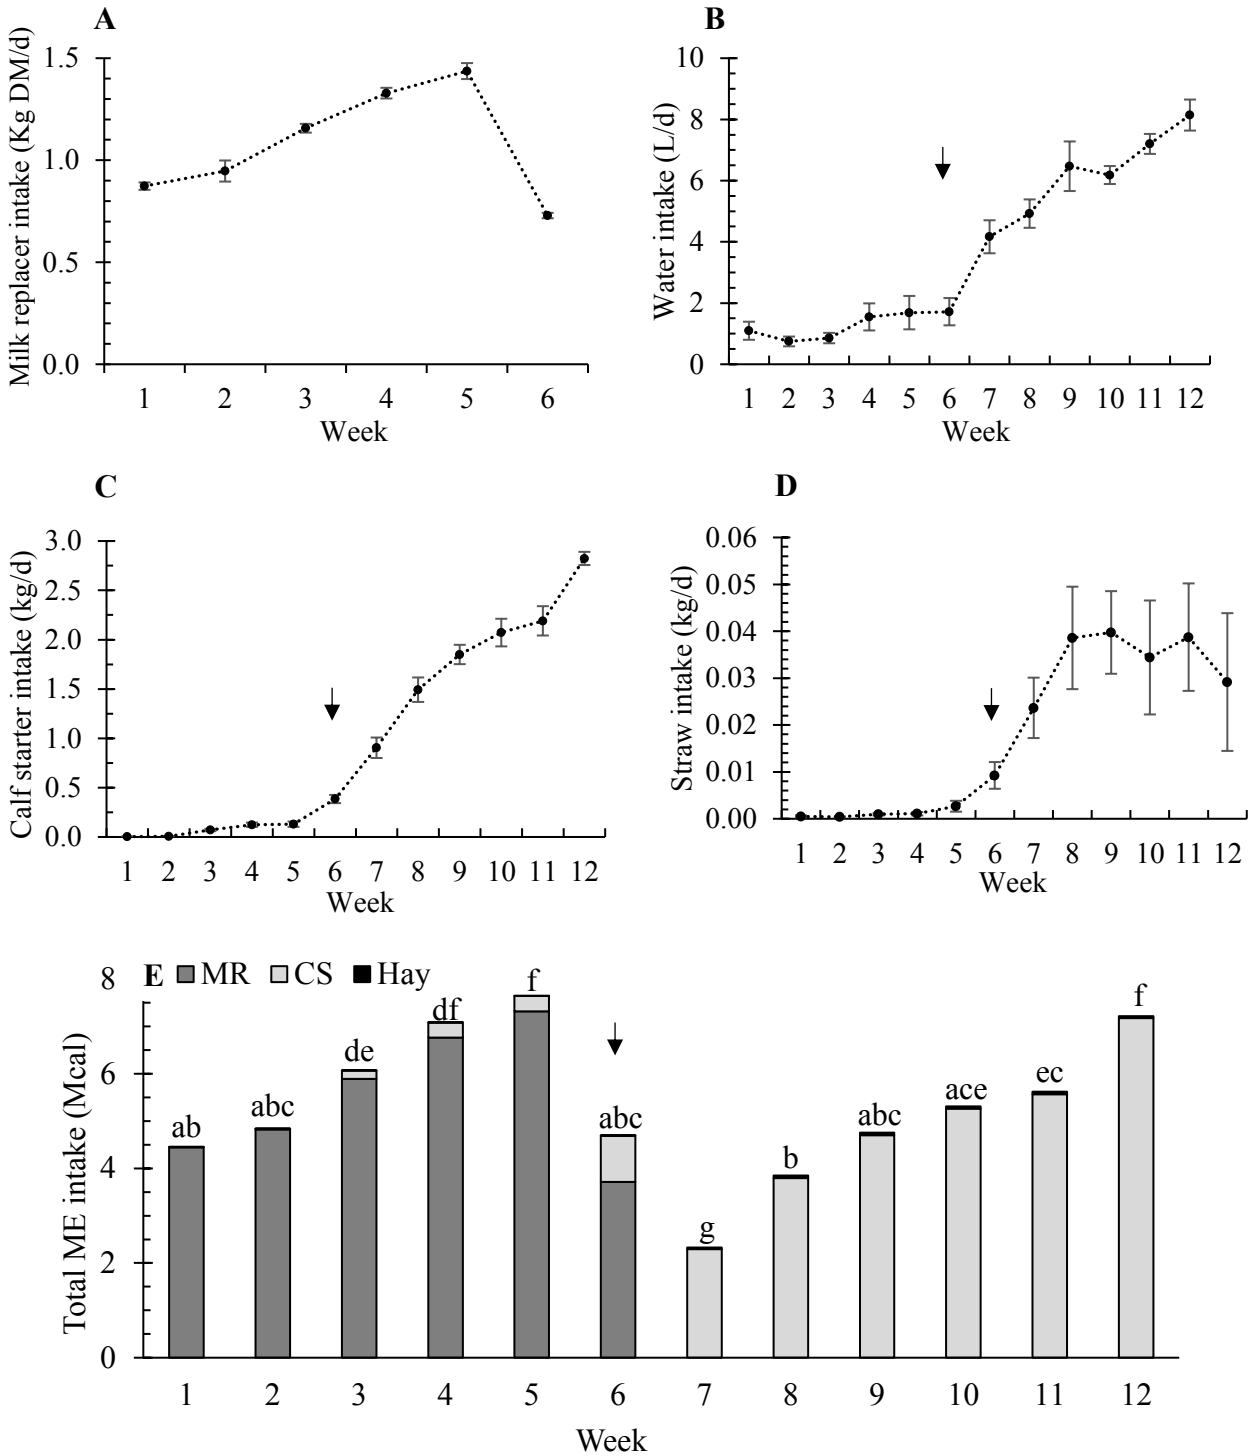 A
Milk replacer intake (Kg DM/d)
1.5
1.0
0.5
0.0
1 2 3 4 5 6
Week
B
Water intake (L/d)
10
8
6
4
2
0
1 2 3 4 5 6 7 8 9 10 11 12
Week
C
Calf starter intake (kg/d)
3.0
2.5
2.0
1.5
1.0
0.5
0.0
1 2 3 4 5 6 7 8 9 10 11 12
Week
D
Straw intake (kg/d)
0.06
0.05
0.04
0.03
0.02
0.01
0.00
1 2 3 4 5 6 7 8 9 10 11 12
Week
E MR CS Hay
Total ME intake (Mcal)
8
6
4
2
0
ab abc de df f abc g b abc ace ec f
1 2 3 4 5 6 7 8 9 10 11 12
Week